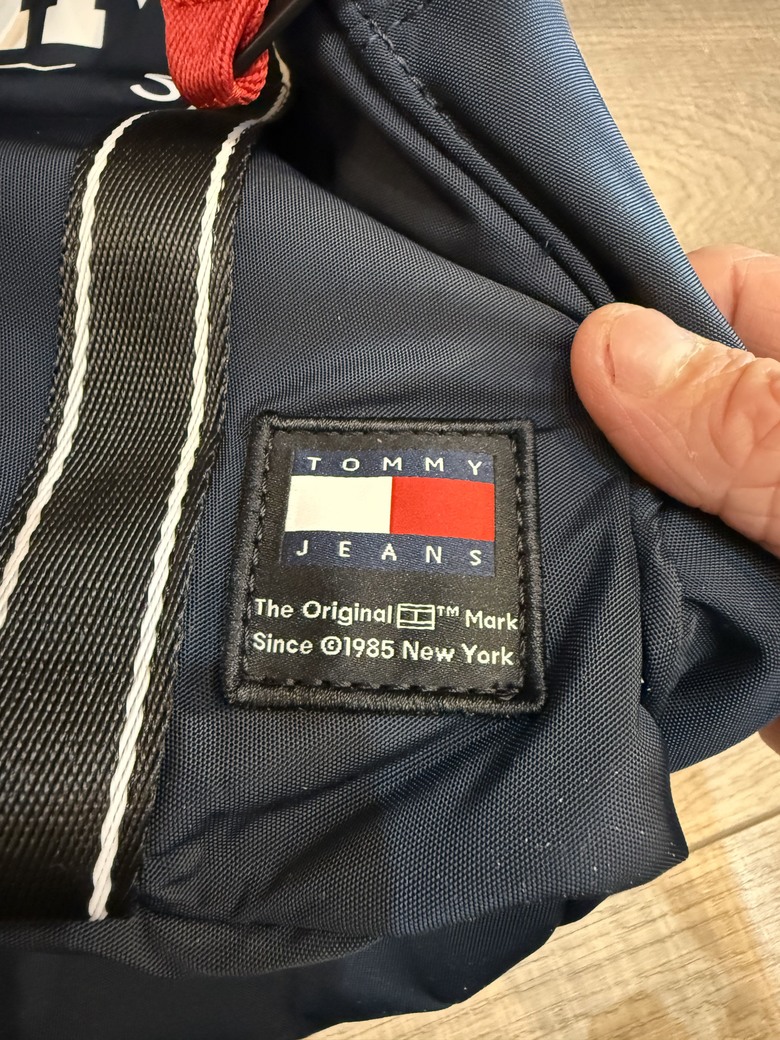 TOMMY
JEANS
The Original ™ Mark
Since ©1985 New York